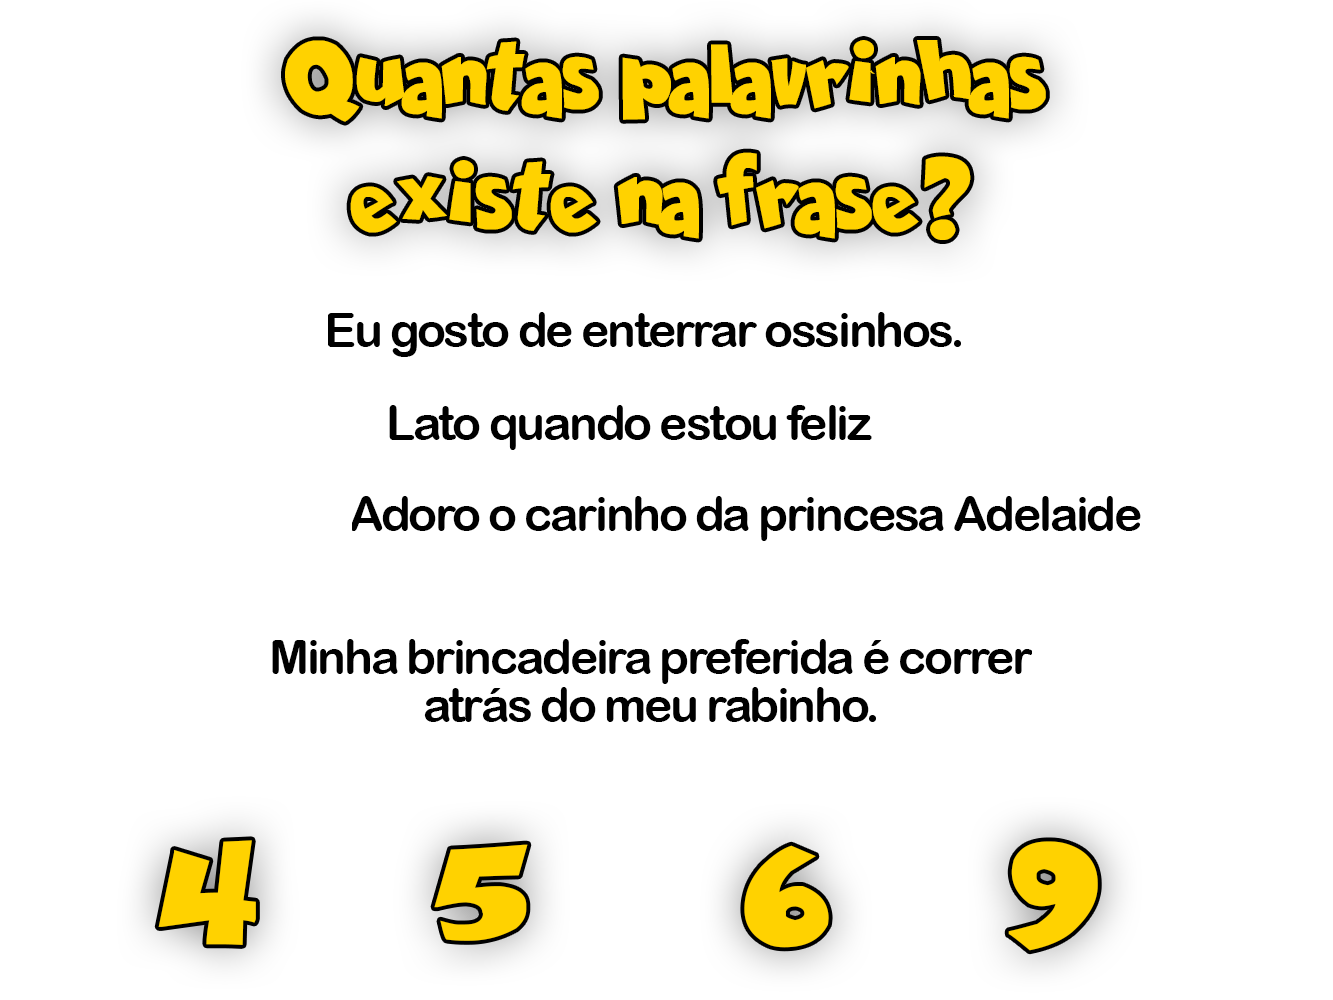 Quantas palavrinhas
existe na frase?
Eu gosto de enterrar ossinhos.
Lato quando estou feliz
Adoro o carinho da princesa Adelaide
Minha brincadeira preferida é correr
atrás do meu rabinho.
4 5 6 9